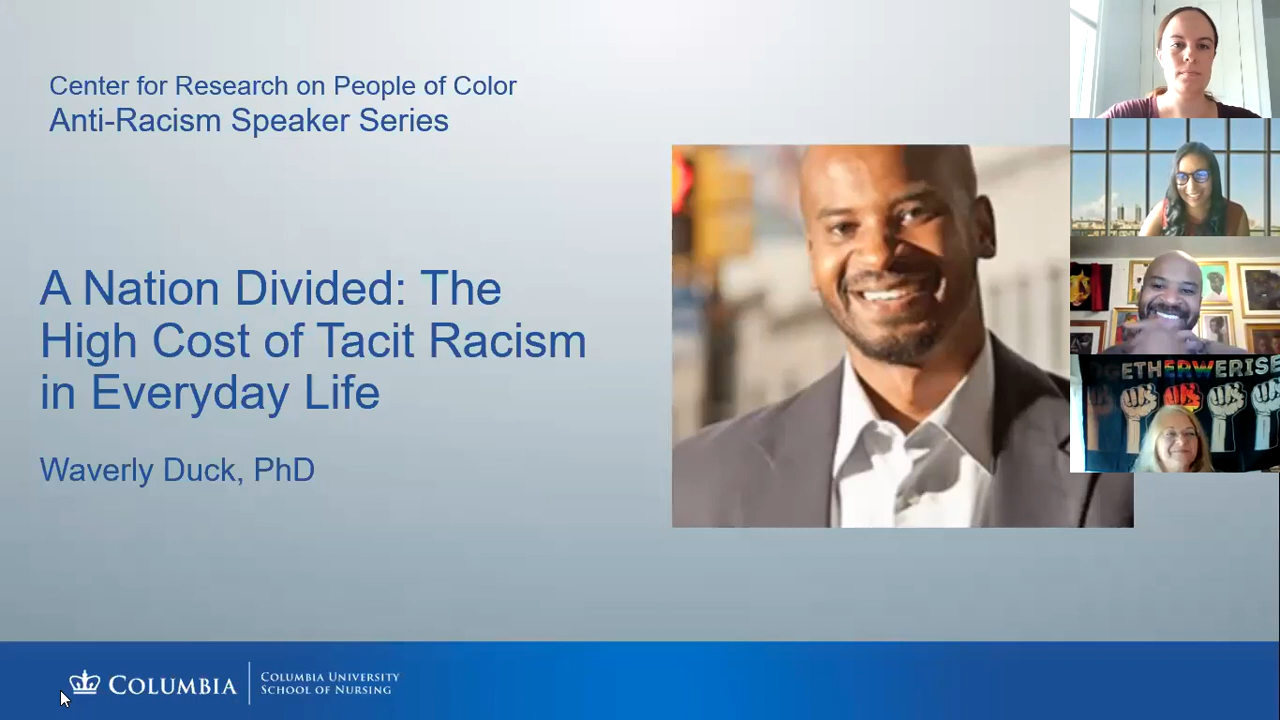 Center for Research on People of Color
Anti-Racism Speaker Series
A Nation Divided: The
High Cost of Tacit Racism
in Everyday Life
Waverly Duck, PhD
COLUMBIA
COLUMBIA UNIVERSITY
SCHOOL OF NURSING
GETHERWERISE